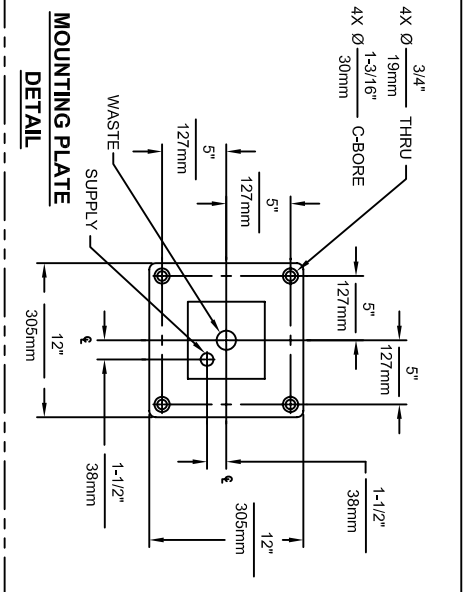 4X Ø 3/4" THRU
19mm
4X Ø 1-3/16" C-BORE
30mm
5"
127mm
5"
127mm
5"
127mm
5"
127mm
WASTE
SUPPLY
12"
305mm
℄
1-1/2"
38mm
℄
1-1/2"
38mm
12"
305mm
MOUNTING PLATE
DETAIL